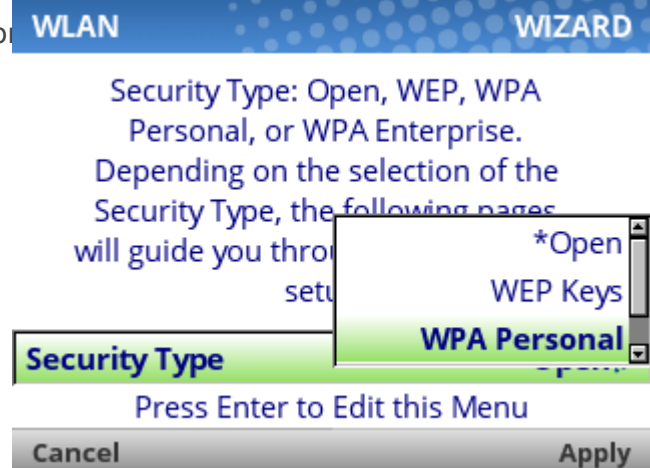 WLAN WIZARD
Security Type: Open, WEP, WPA
Personal, or WPA Enterprise.
Depending on the selection of the
Security Type, the following pages
will guide you
*Open
WEP Keys
WPA Personal
Security Type
Press Enter to Edit this Menu
Cancel Apply